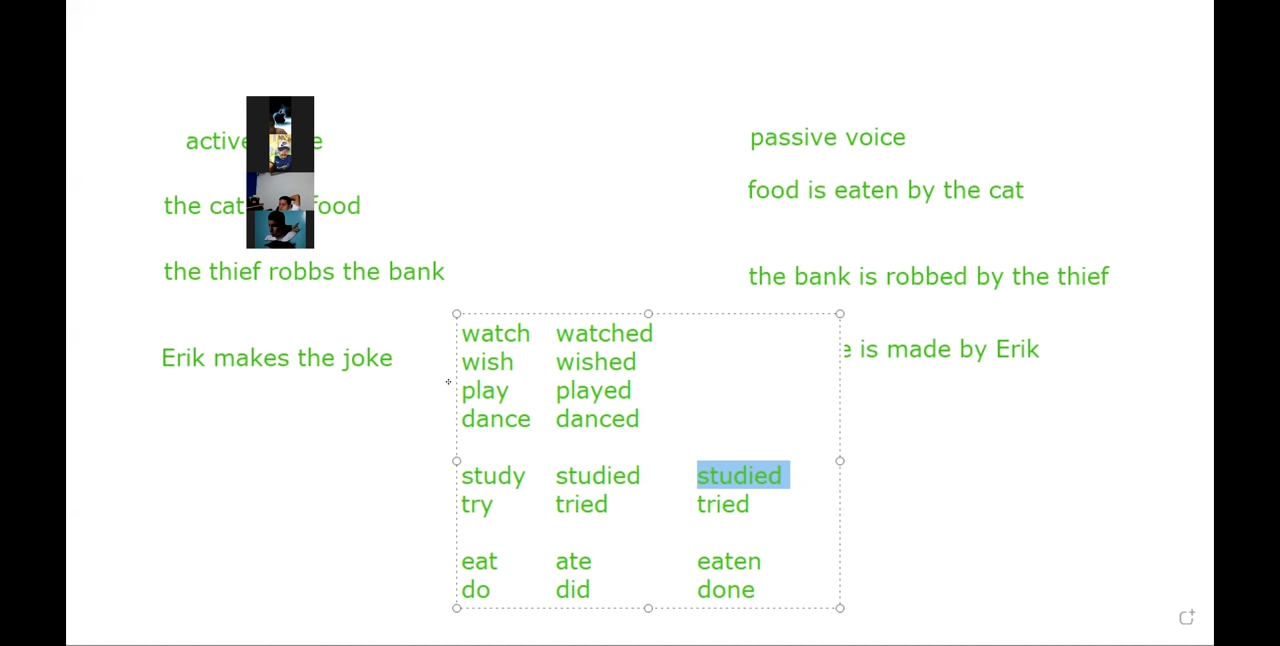 active e
passive voice
the cat food
food is eaten by the cat
the thief robbs the bank
the bank is robbed by the thief
Erik makes the joke
e is made by Erik
watch watched
wish wished
play played
dance danced
study studied studied
try tried tried
eat ate eaten
do did done